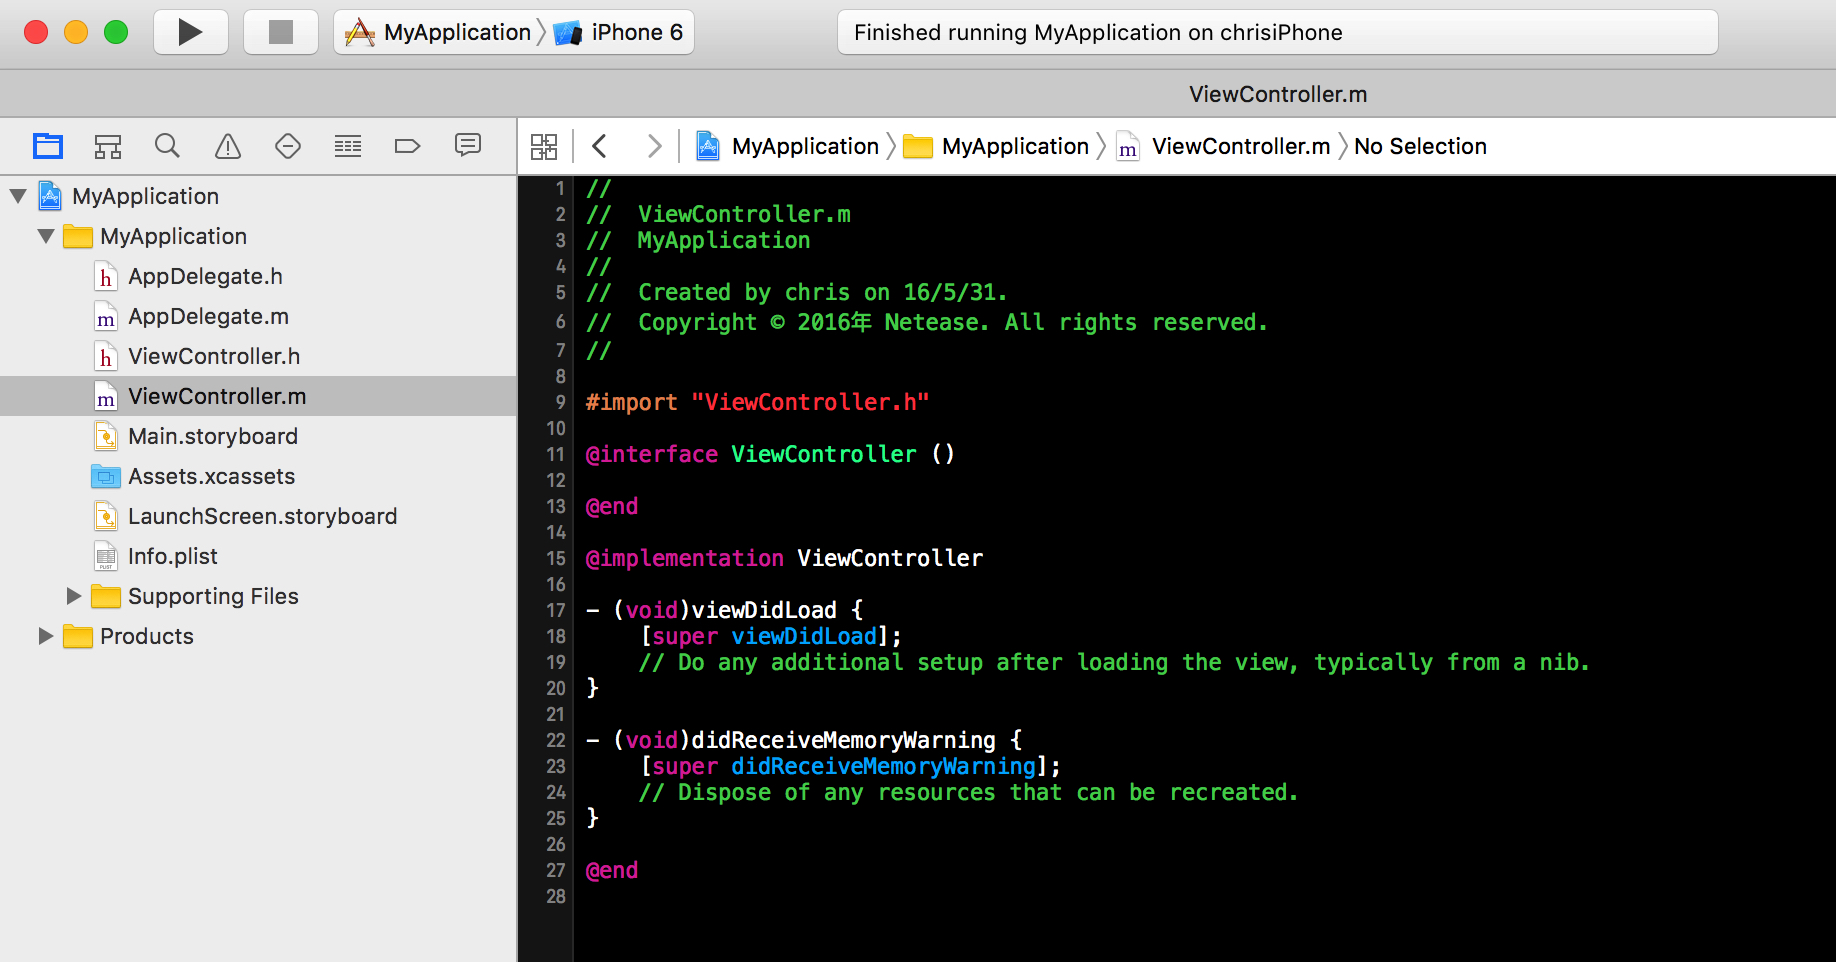 MyApplication iPhone 6
Finished running MyApplication on chrisiPhone
ViewController.m
MyApplication MyApplication m ViewController.m No Selection
MyApplication
MyApplication
h AppDelegate.h
m AppDelegate.m
h ViewController.h
m ViewController.m
Main.storyboard
Assets.xcassets
LaunchScreen.storyboard
PLIST Info.plist
Supporting Files
Products
1 //
2 //  ViewController.m
3 //  MyApplication
4 //
5 //  Created by chris on 16/5/31.
6 //  Copyright © 2016年 Netease. All rights reserved.
7 //
8
9 #import "ViewController.h"
10
11 @interface ViewController ()
12
13 @end
14
15 @implementation ViewController
16
17 - (void)viewDidLoad {
18     [super viewDidLoad];
19     // Do any additional setup after loading the view, typically from a nib.
20 }
21
22 - (void)didReceiveMemoryWarning {
23     [super didReceiveMemoryWarning];
24     // Dispose of any resources that can be recreated.
25 }
26
27 @end
28